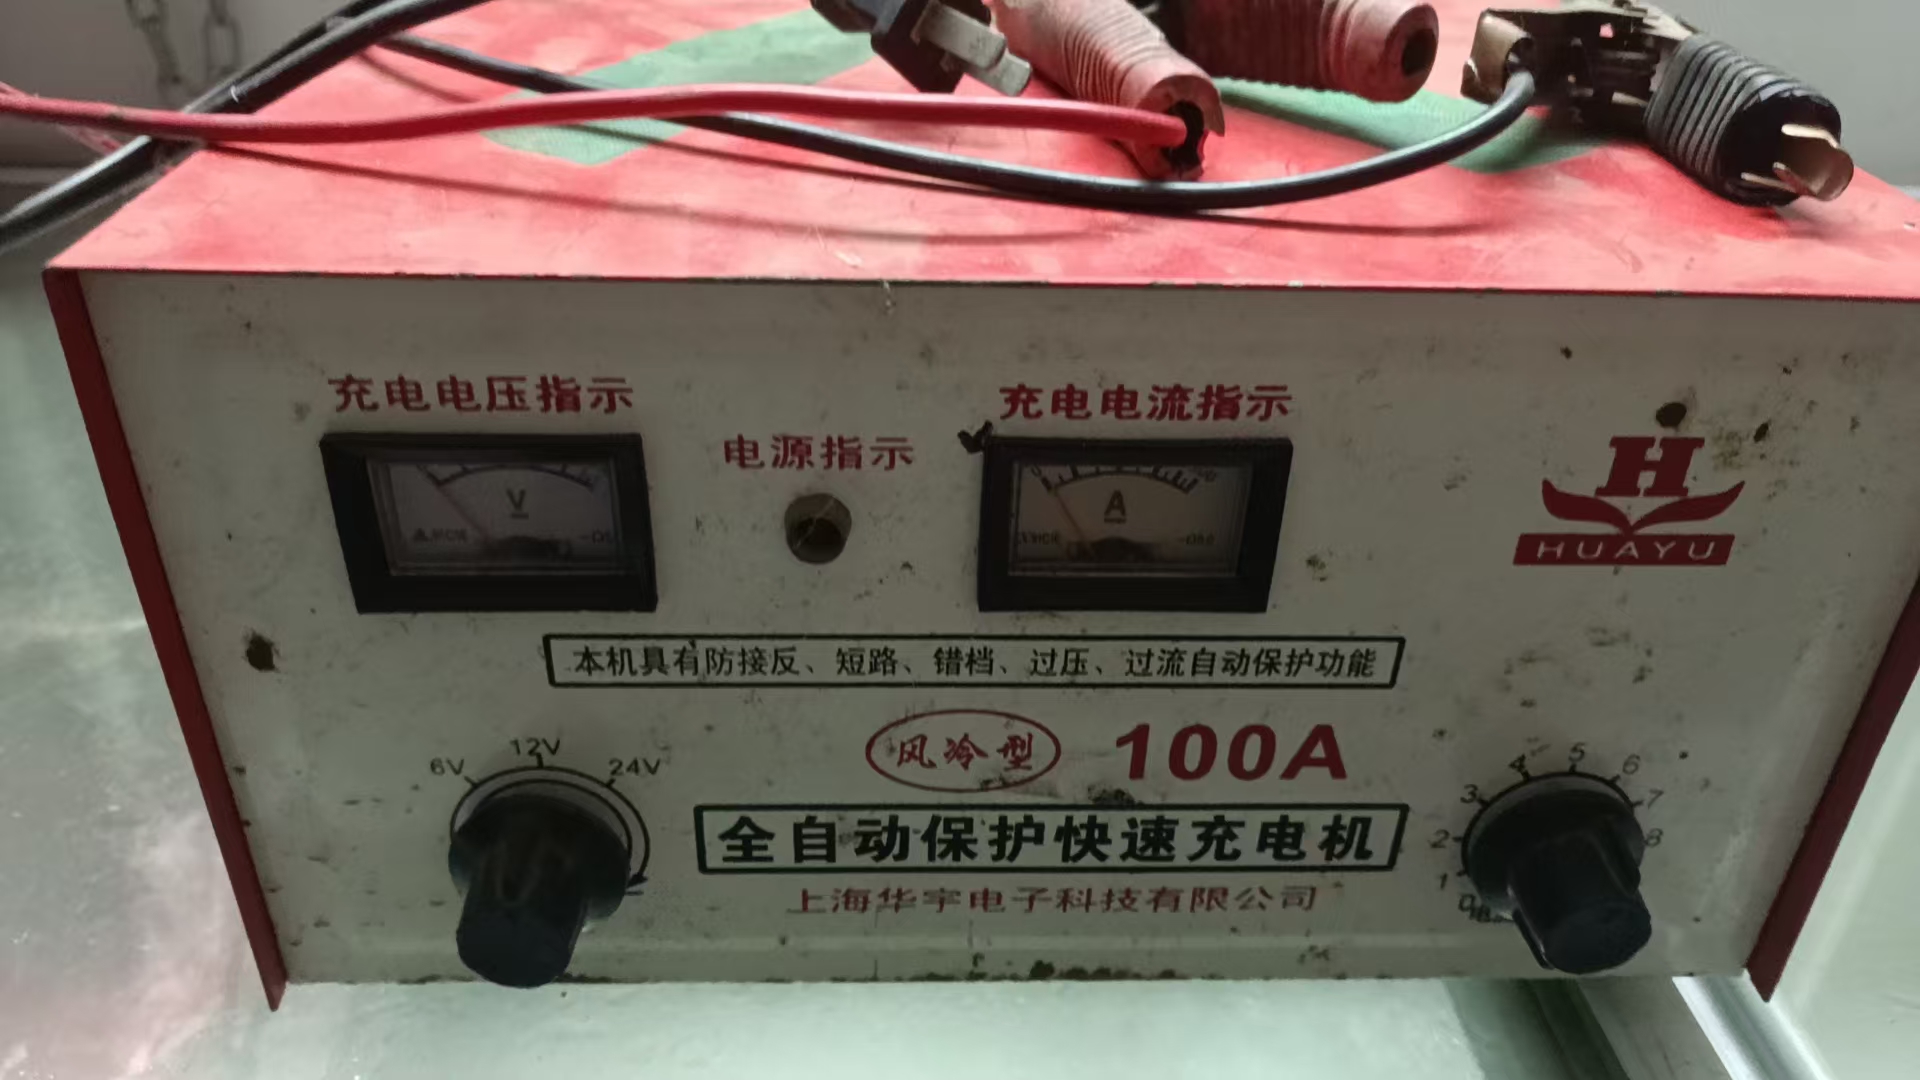 充电电压指示
充电电流指示
电源指示
V
A
H
HUAYU
本机具有防接反、短路、错档、过压、过流自动保护功能
风冷型 100A
6V 12V 24V
1 2 3 4 5 6 7 8
全自动保护快速充电机
上海华宇电子科技有限公司